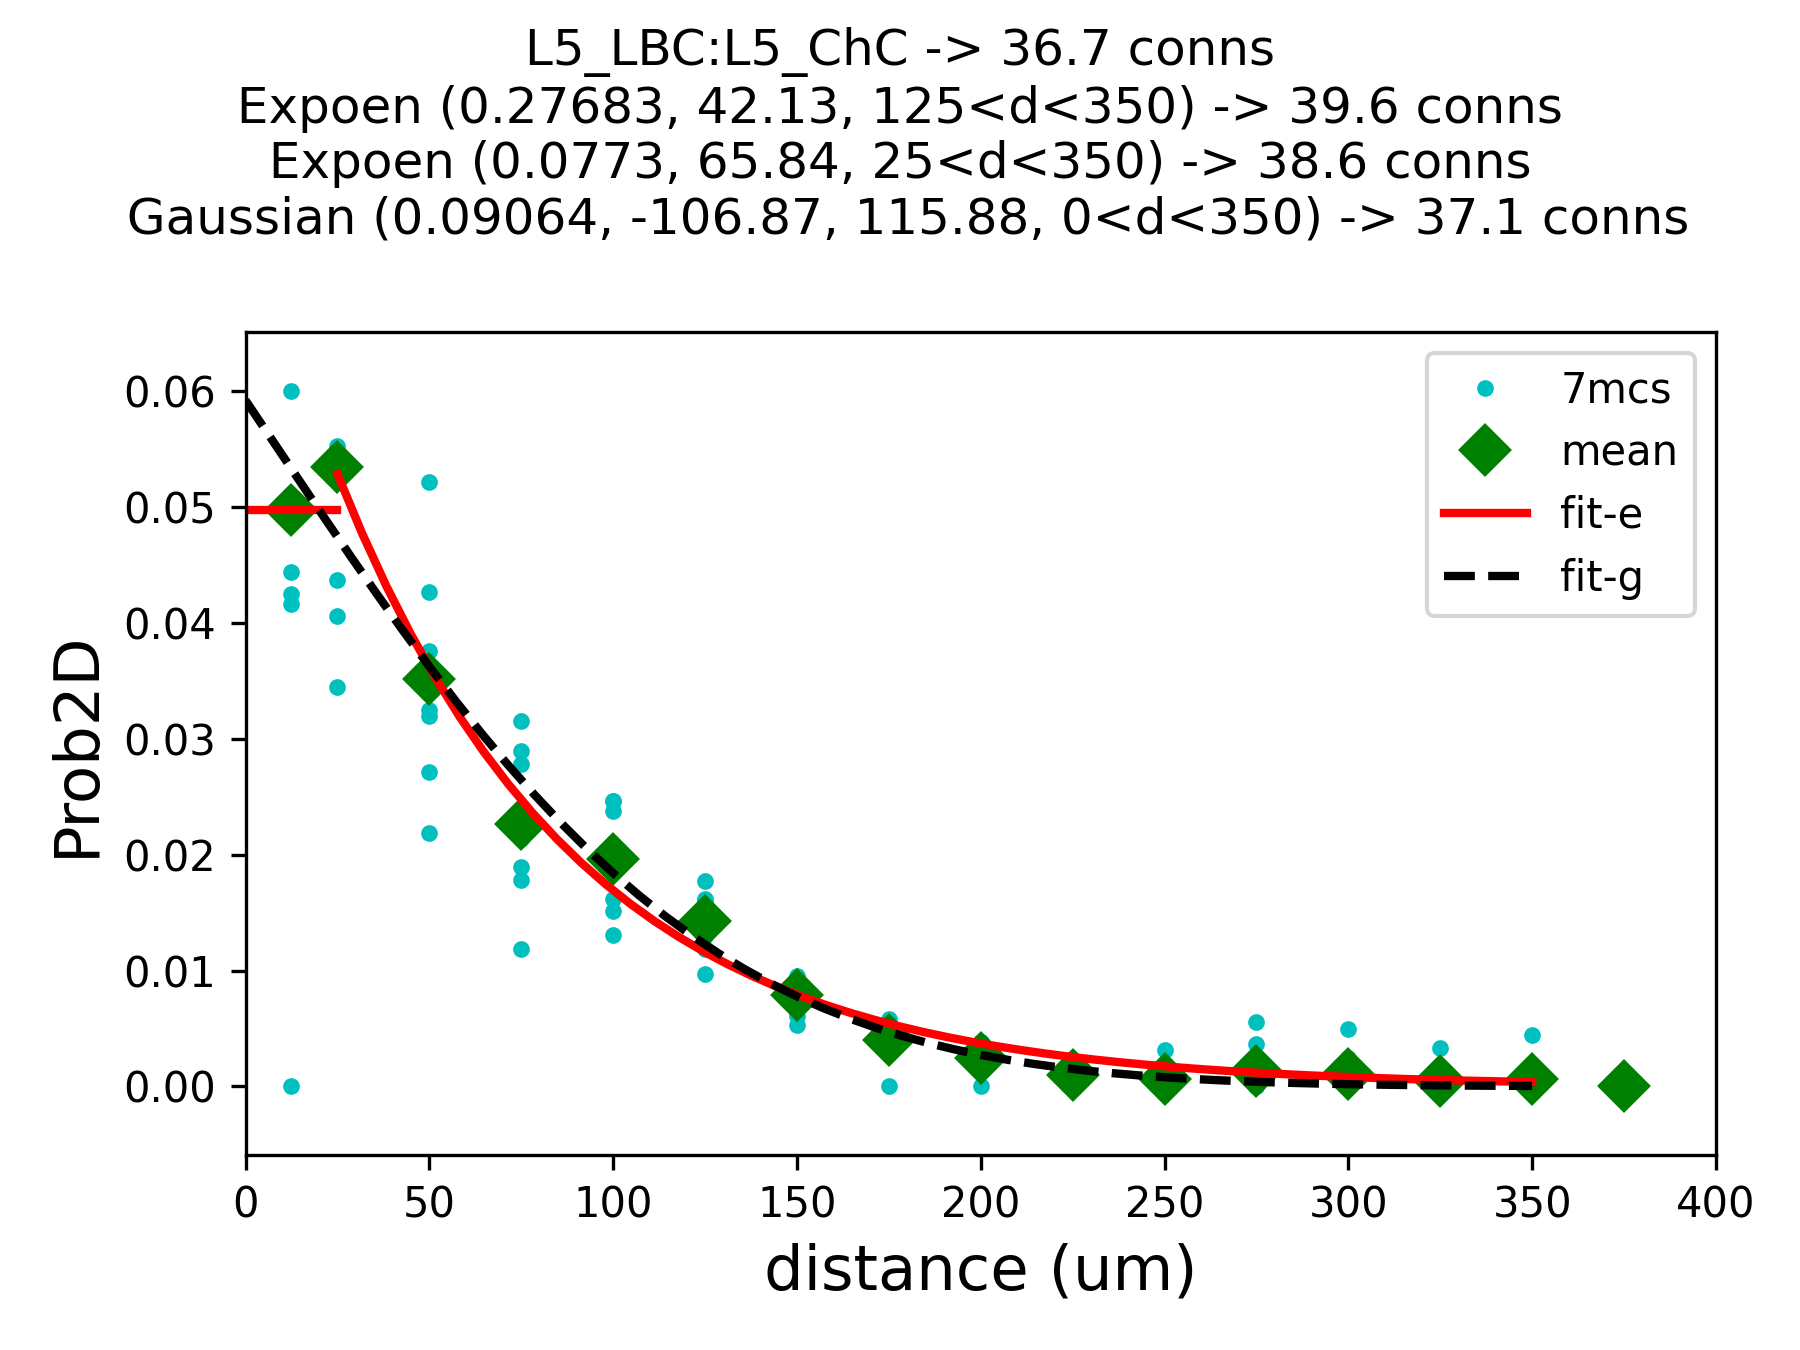 L5_LBC:L5_ChC -> 36.7 conns
Expoen (0.27683, 42.13, 125<d<350) -> 39.6 conns
Expoen (0.0773, 65.84, 25<d<350) -> 38.6 conns
Gaussian (0.09064, -106.87, 115.88, 0<d<350) -> 37.1 conns
7mcs
mean
fit-e
fit-g
Prob2D
0.06
0.05
0.04
0.03
0.02
0.01
0.00
0 50 100 150 200 250 300 350 400
distance (um)